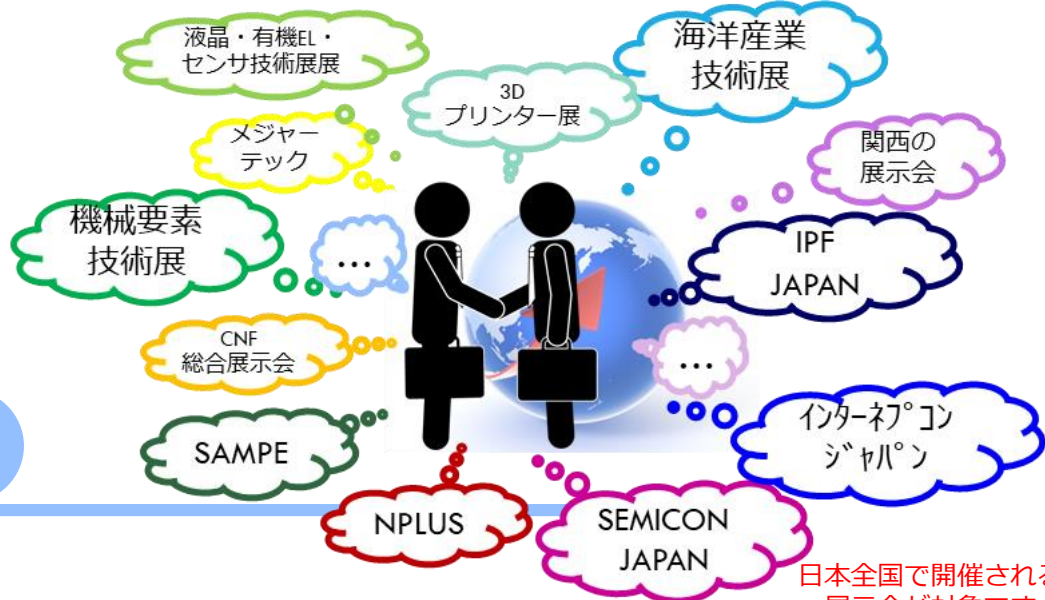 液晶・有機EL・
センサ技術展展
3D
プリンター展
海洋産業
技術展
メジャー
テック
関西の
展示会
機械要素
技術展
...
IPF
JAPAN
CNF
総合展示会
...
SAMPE
ｲﾝﾀｰﾈﾌﾟｺﾝ
ｼﾞｬﾊﾟﾝ
NPLUS
SEMICON
JAPAN
日本全国で開催される